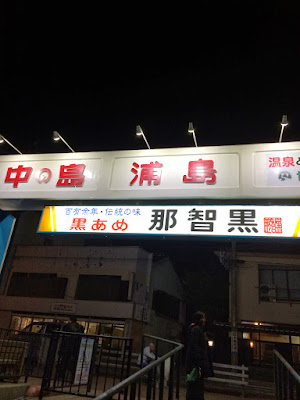 中の島 浦島 温泉
百有余年・伝統の味
黒あめ 那智黒